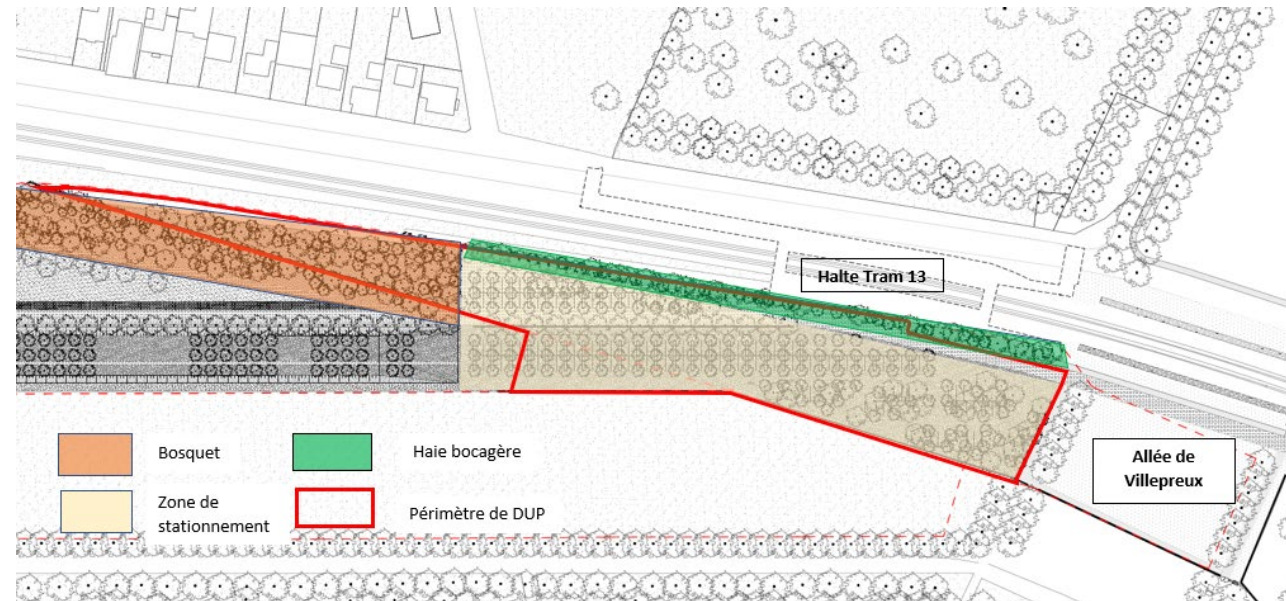 Halte Tram 13
Allée de
Villepreux
Bosquet
Haie bocagère
Zone de
stationnement
Périmètre de DUP